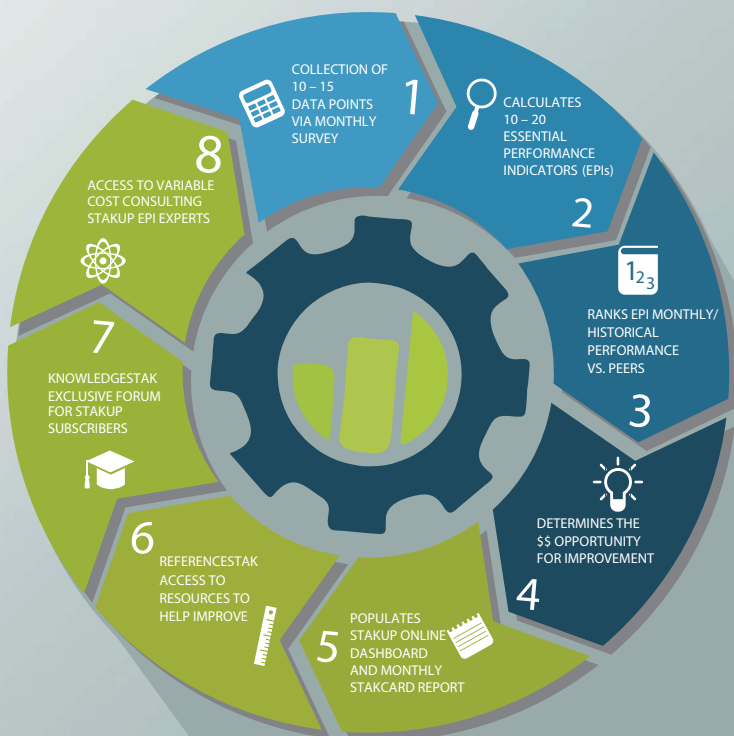 1
COLLECTION OF
10 – 15
DATA POINTS
VIA MONTHLY
SURVEY
2
CALCULATES
10 – 20
ESSENTIAL
PERFORMANCE
INDICATORS (EPIs)
3
123
RANKS EPI MONTHLY/
HISTORICAL
PERFORMANCE
VS. PEERS
4
DETERMINES THE
$$ OPPORTUNITY
FOR IMPROVEMENT
5
POPULATES
STAKUP ONLINE
DASHBOARD
AND MONTHLY
STAKCARD REPORT
6
REFERENCESTAK
ACCESS TO
RESOURCES TO
HELP IMPROVE
7
KNOWLEDGESTAK
EXCLUSIVE FORUM
FOR STAKUP
SUBSCRIBERS
8
ACCESS TO VARIABLE
COST CONSULTING
STAKUP EPI EXPERTS